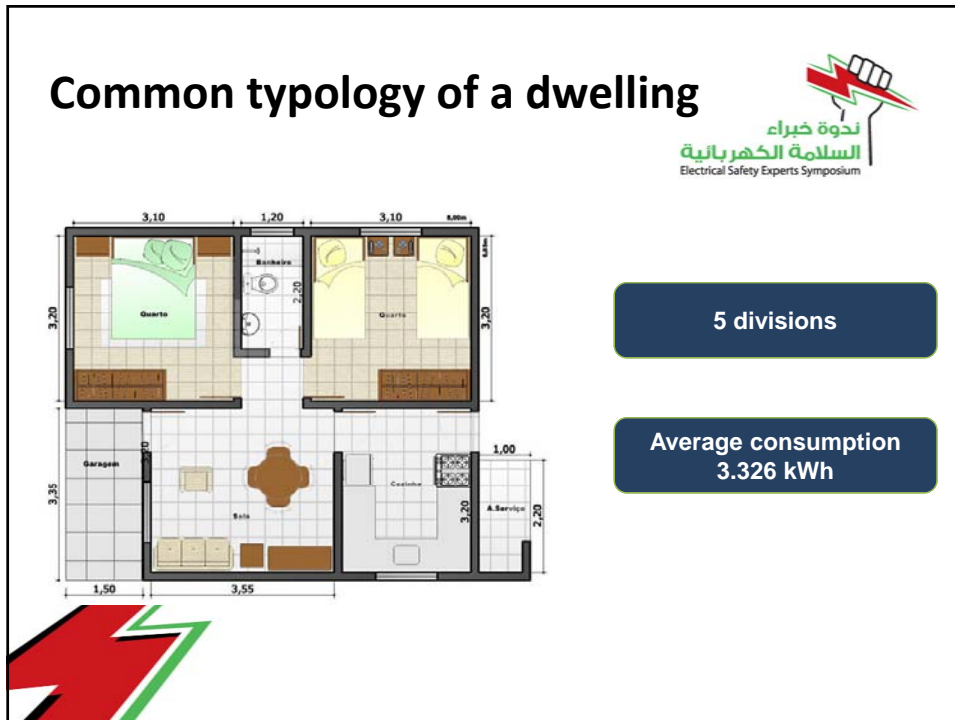 Common typology of a dwelling
ندوة خبراء
السلامة الكهربائية
Electrical Safety Experts Symposium
3,10
1,20
3,10
Banheiro
2,20
3,20
Quarto
Quarto
3,20
5 divisions
Average consumption
3.326 kWh
Garagem
3,35
Sala
Cozinha
3,20
1,00
A.Serviço
2,20
1,50
3,55